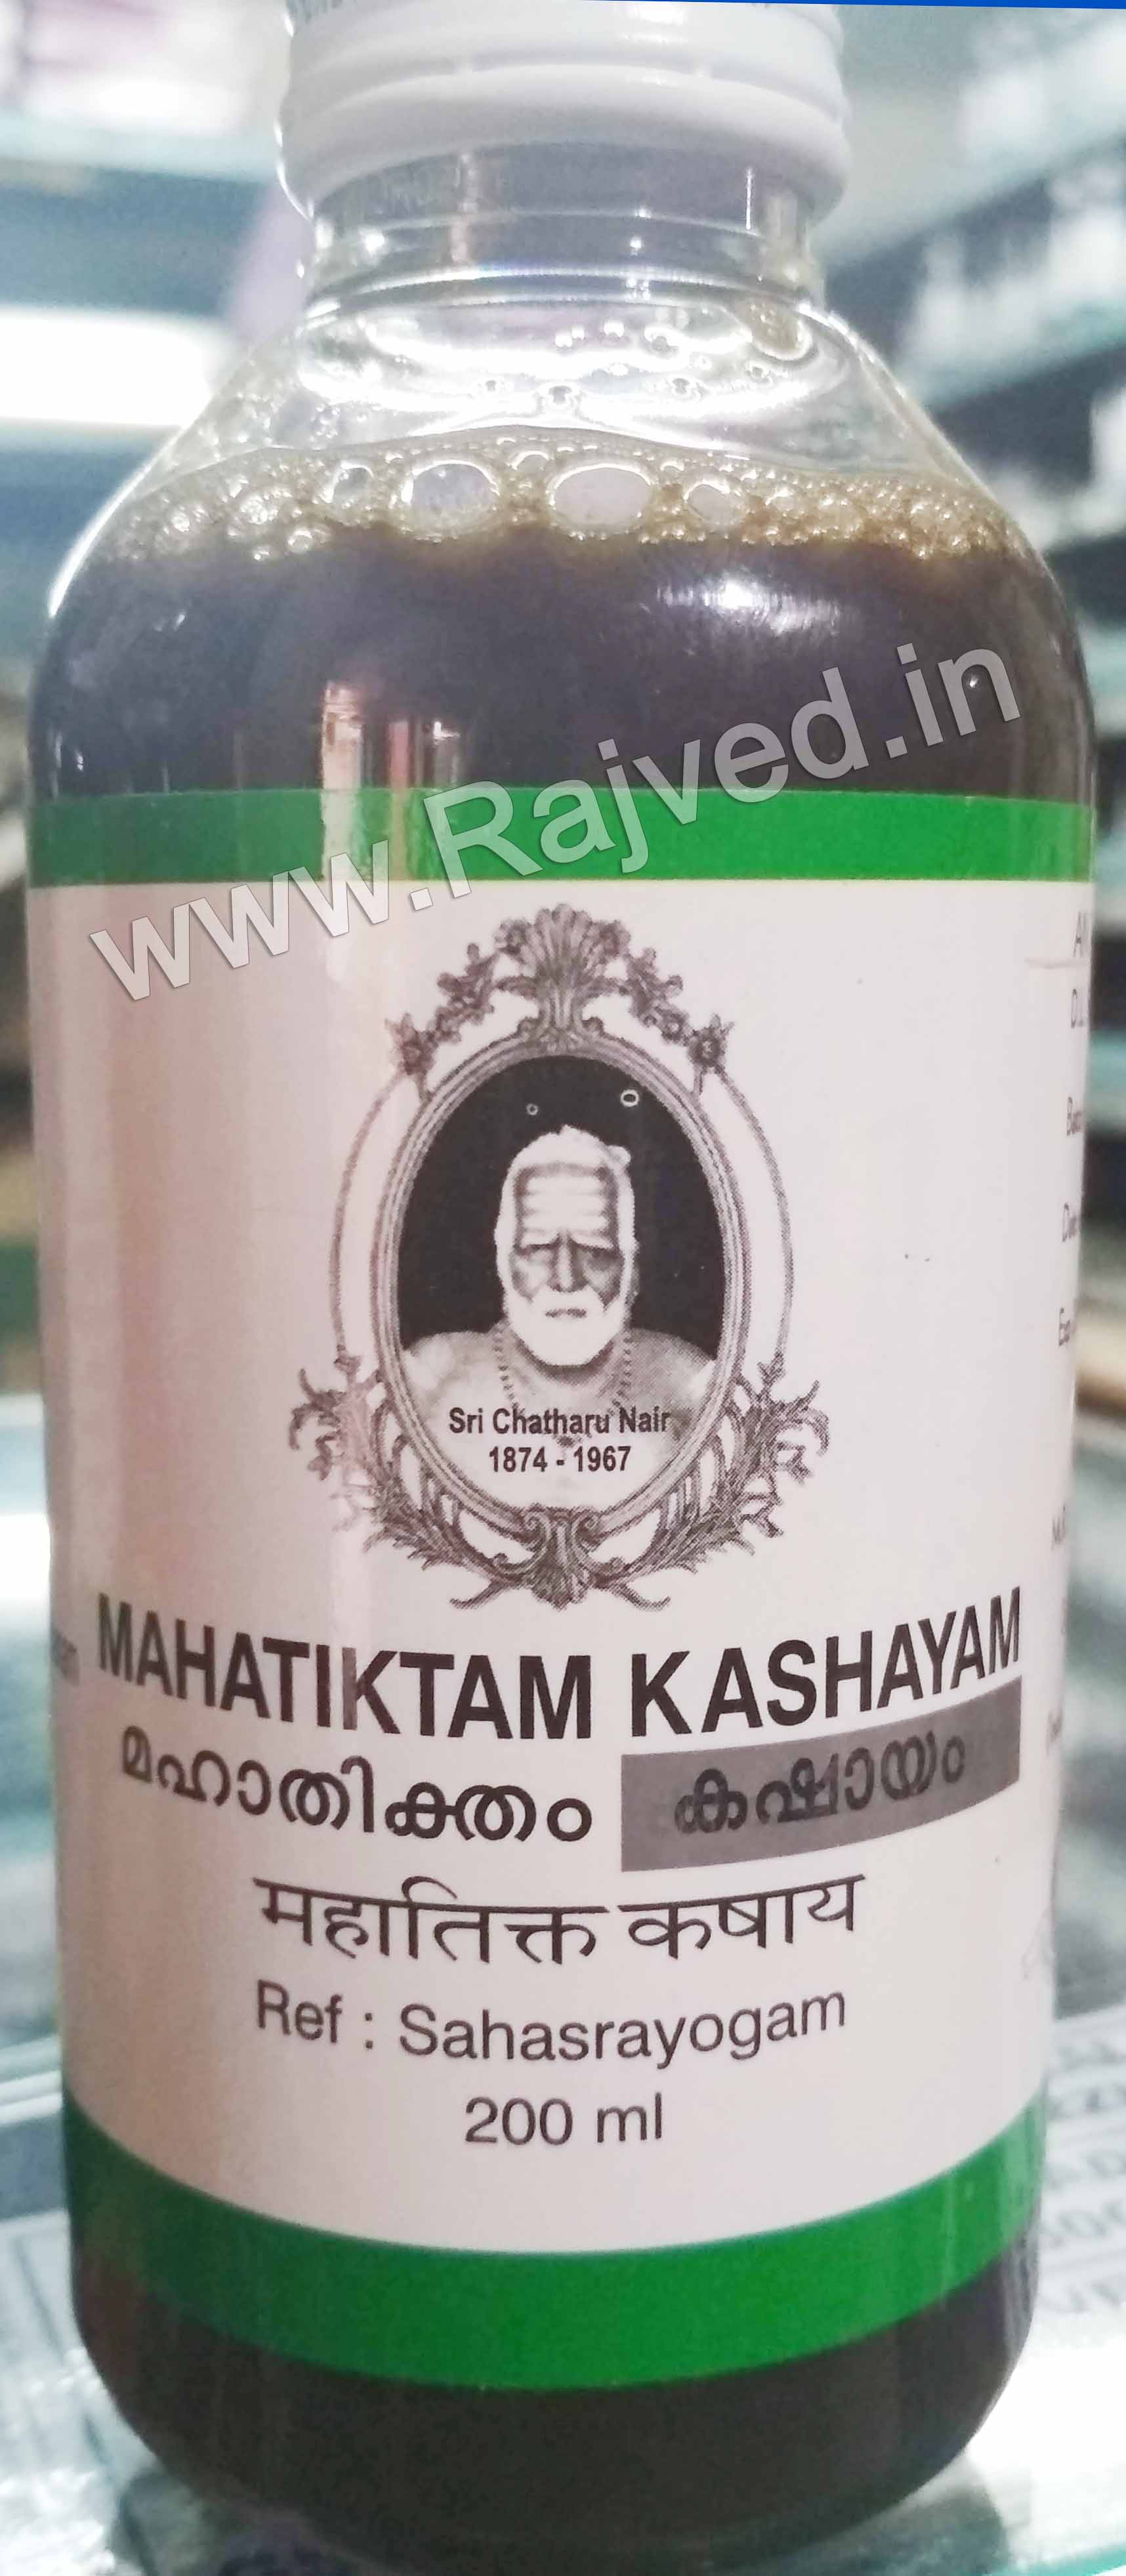 www.Rajved.in
Sri Chatharu Nair
1874 - 1967
MAHATIKTAM KASHAYAM
മഹാതിക്തം കഷായം
महातिक्त कषाय
Ref : Sahasrayogam
200 ml